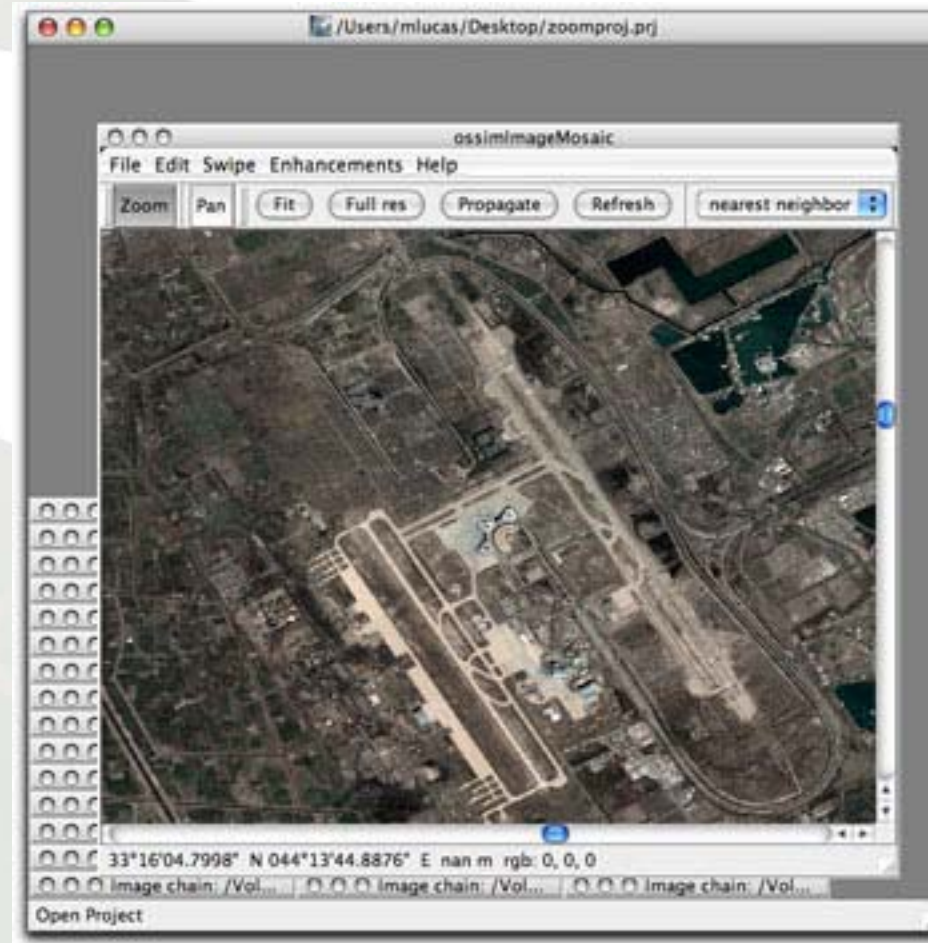 /Users/mlucas/Desktop/zoomproj.prj
ossimImageMosaic
File Edit Swipe Enhancements Help
Zoom Pan Fit Full res Propagate Refresh nearest neighbor
33°16'04.7998" N 044°13'44.8876" E nan m rgb: 0, 0, 0
Image chain: /Vol... Image chain: /Vol... Image chain: /Vol...
Open Project